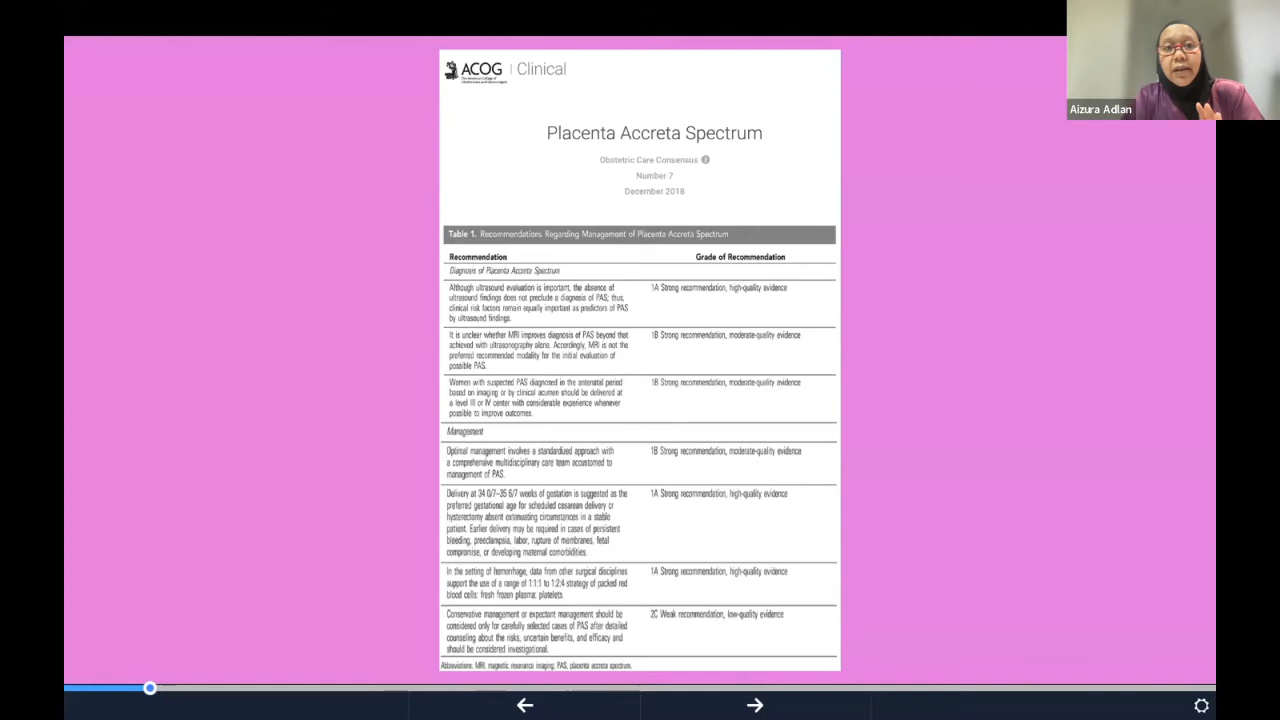 ACOG | Clinical
The American College of
Obstetricians and Gynecologists
Aizura Adlan
Placenta Accreta Spectrum
Obstetric Care Consensus
Number 7
December 2018
Table 1. Recommendations Regarding Management of Placenta Accreta Spectrum
Recommendation Grade of Recommendation
Diagnosis of Placenta Accreta Spectrum
Although ultrasound evaluation is important, the absence of 1A Strong recommendation, high-quality evidence
ultrasound findings does not preclude a diagnosis of PAS; thus,
clinical risk factors remain equally important as predictors of PAS
by ultrasound findings.
It is unclear whether MRI improves diagnosis of PAS beyond that 1B Strong recommendation, moderate-quality evidence
achieved with ultrasonography alone. Accordingly, MRI is not the
preferred recommended modality for the initial evaluation of
possible PAS.
Women with suspected PAS diagnosed in the antenatal period 1B Strong recommendation, moderate-quality evidence
based on imaging or by clinical acumen should be delivered at
a level III or IV center with considerable experience whenever
possible to improve outcomes.
Management
Optimal management involves a standardized approach with 1B Strong recommendation, moderate-quality evidence
a comprehensive multidisciplinary care team accustomed to
management of PAS.
Delivery at 34 0/7–35 6/7 weeks of gestation is suggested as the 1A Strong recommendation, high-quality evidence
preferred gestational age for scheduled cesarean delivery or
hysterectomy absent extenuating circumstances in a stable
patient. Earlier delivery may be required in cases of persistent
bleeding, preeclampsia, labor, rupture of membranes, fetal
compromise, or developing maternal comorbidities.
In the setting of hemorrhage, data from other surgical disciplines 1A Strong recommendation, high-quality evidence
support the use of a range of 1:1:1 to 1:2:4 strategy of packed red
blood cells: fresh frozen plasma: platelets.
Conservative management or expectant management should be 2C Weak recommendation, low-quality evidence
considered only for carefully selected cases of PAS after detailed
counseling about the risks, uncertain benefits, and efficacy and
should be considered investigational.
Abbreviations: MRI, magnetic resonance imaging; PAS, placenta accreta spectrum.